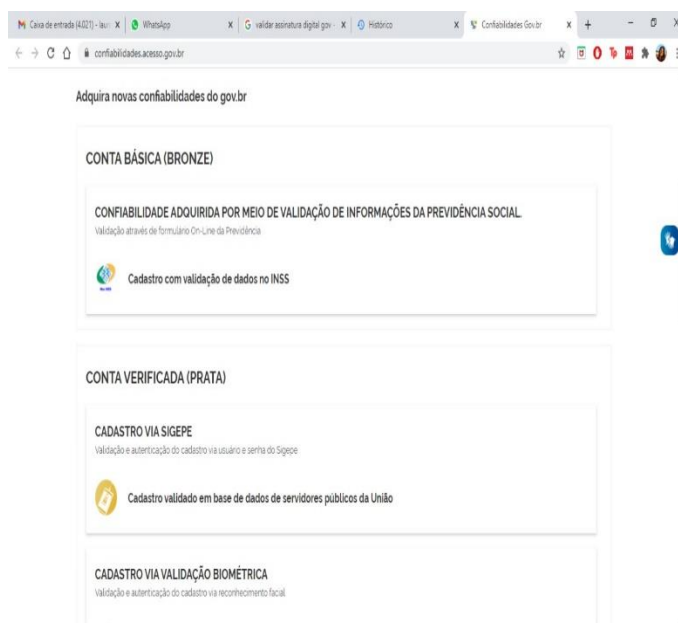 Caixa de entrada (4.021) - laur
WhatsApp
validar assinatura digital gov -
Histórico
Confiabilidades Gov.br
confiabilidades.acesso.gov.br
Adquira novas confiabilidades do gov.br
CONTA BÁSICA (BRONZE)
CONFIABILIDADE ADQUIRIDA POR MEIO DE VALIDAÇÃO DE INFORMAÇÕES DA PREVIDÊNCIA SOCIAL.
Validação através de formulário On-Line da Previdência
Cadastro com validação de dados no INSS
CONTA VERIFICADA (PRATA)
CADASTRO VIA SIGEPE
Validação e autenticação do cadastro via usuário e senha do Sigepe
Cadastro validado em base de dados de servidores públicos da União
CADASTRO VIA VALIDAÇÃO BIOMÉTRICA
Validação e autenticação do cadastro via reconhecimento facial